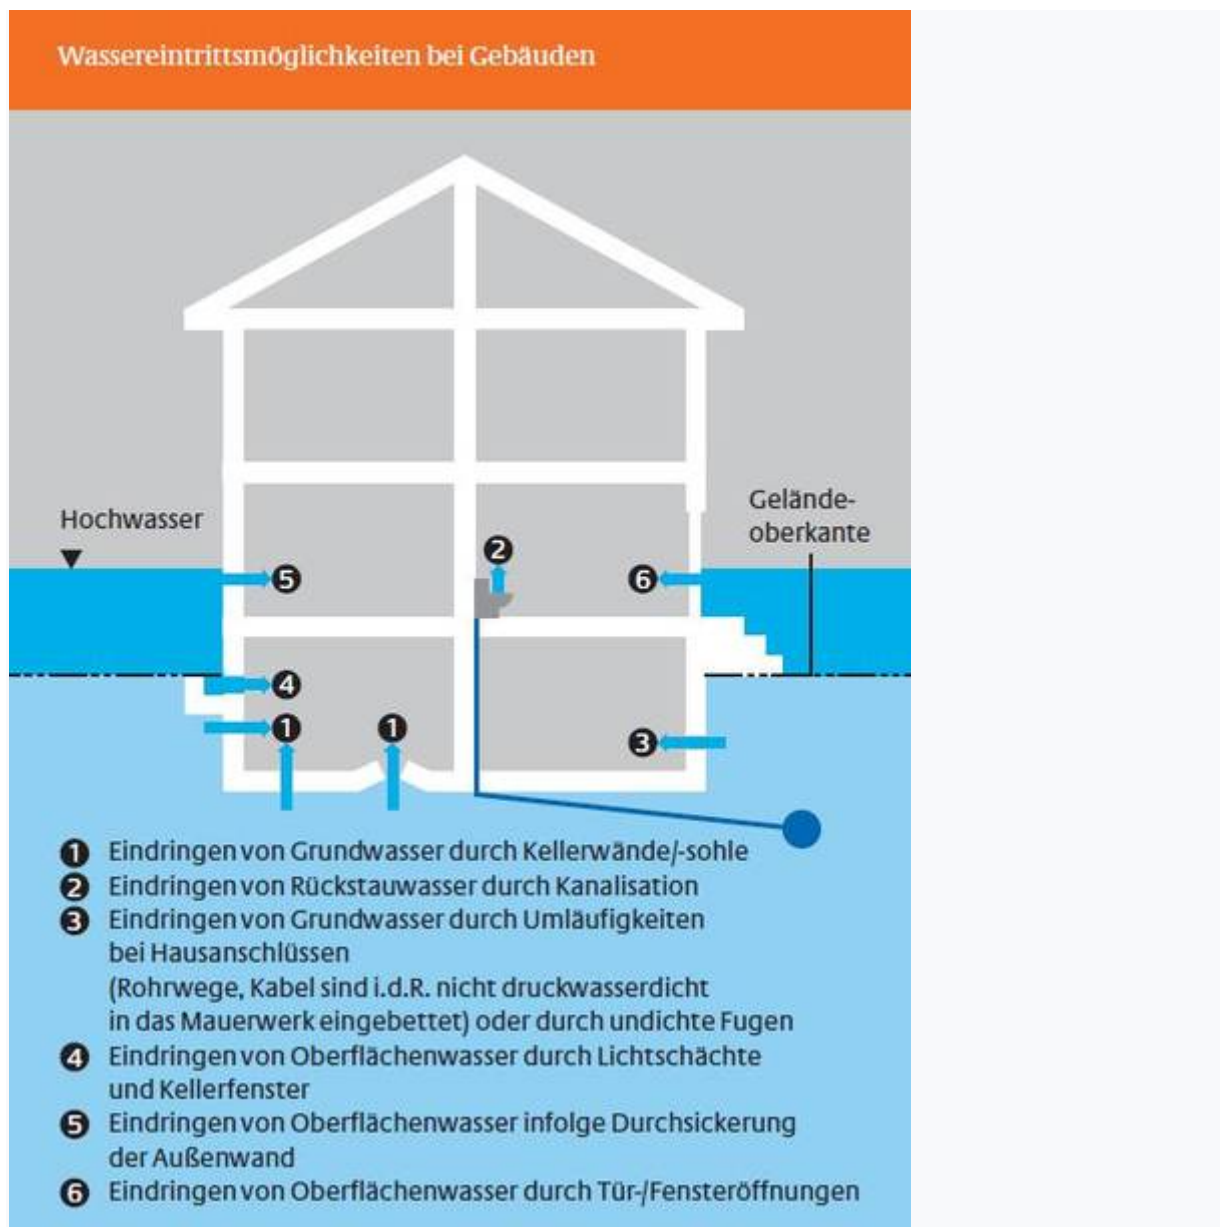 Wassereintrittsmöglichkeiten bei Gebäuden
Hochwasser
Gelände-
oberkante
2
5
6
4
1
1
3
1 Eindringen von Grundwasser durch Kellerwände/-sohle
2 Eindringen von Rückstauwasser durch Kanalisation
3 Eindringen von Grundwasser durch Umläufigkeiten
bei Hausanschlüssen
(Rohrwege, Kabel sind i.d.R. nicht druckwasserdicht
in das Mauerwerk eingebettet) oder durch undichte Fugen
4 Eindringen von Oberflächenwasser durch Lichtschächte
und Kellerfenster
5 Eindringen von Oberflächenwasser infolge Durchsickerung
der Außenwand
6 Eindringen von Oberflächenwasser durch Tür-/Fensteröffnungen